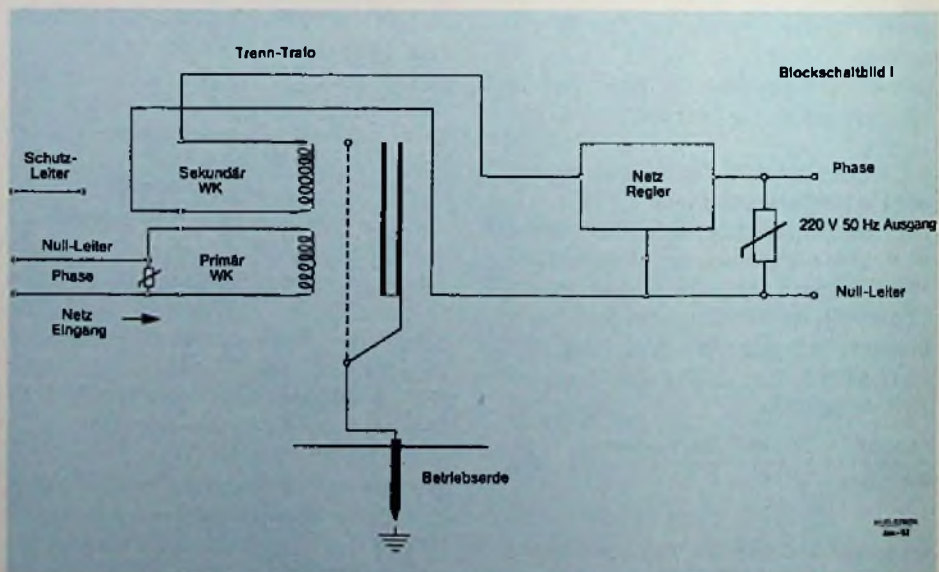 Trenn-Trafo
Blockschaltbild I
Schutz-
Leiter
Sekundär
WK
Netz
Regler
Phase
220 V 50 Hz Ausgang
Null-Leiter
Phase
Primär
WK
Null-Leiter
Netz
Eingang
Betriebserde